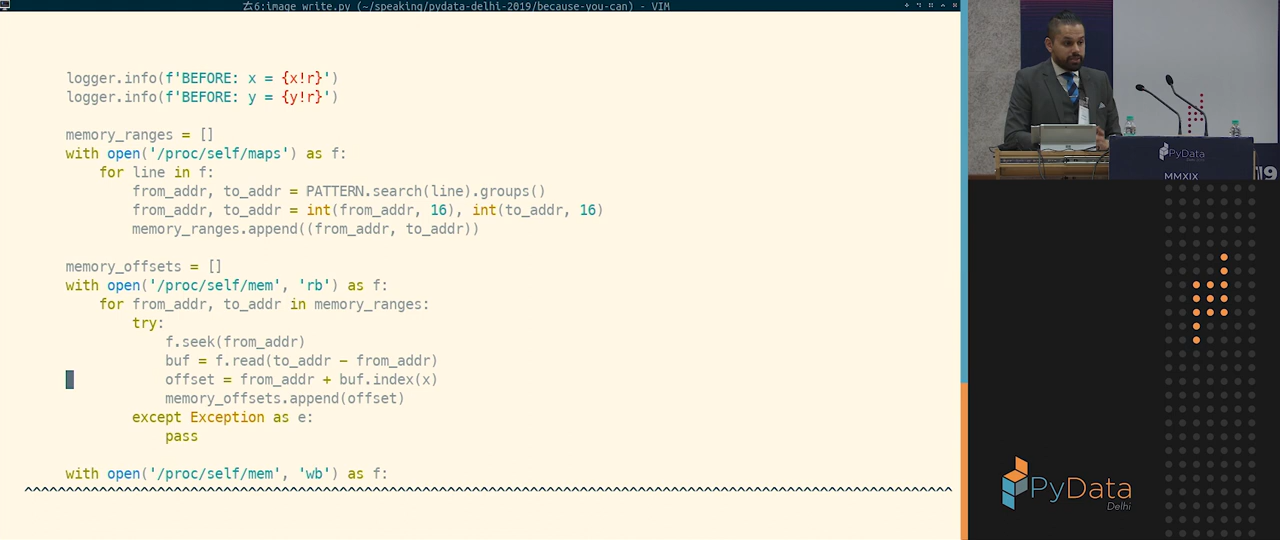 6:image write.py (~/speaking/pydata-delhi-2019/because-you-can) - VIM
logger.info(f'BEFORE: x = {x!r}')
logger.info(f'BEFORE: y = {y!r}')
memory_ranges = []
with open('/proc/self/maps') as f:
for line in f:
from_addr, to_addr = PATTERN.search(line).groups()
from_addr, to_addr = int(from_addr, 16), int(to_addr, 16)
memory_ranges.append((from_addr, to_addr))
memory_offsets = []
with open('/proc/self/mem', 'rb') as f:
for from_addr, to_addr in memory_ranges:
try:
f.seek(from_addr)
buf = f.read(to_addr - from_addr)
offset = from_addr + buf.index(x)
memory_offsets.append(offset)
except Exception as e:
pass
with open('/proc/self/mem', 'wb') as f:
^^^^^^^^^^^^^^^^^^^^^^^^^^^^^^^^^^^^^^^^^^^^^^^^^^^^^^^^^^^^^^^^^^^^^^^^^^^^^^^^^^^^^^^^^^^^^^^^^^^^^^^^^^^^^^^^
PyData
MMXIX
19
PyData
Delhi